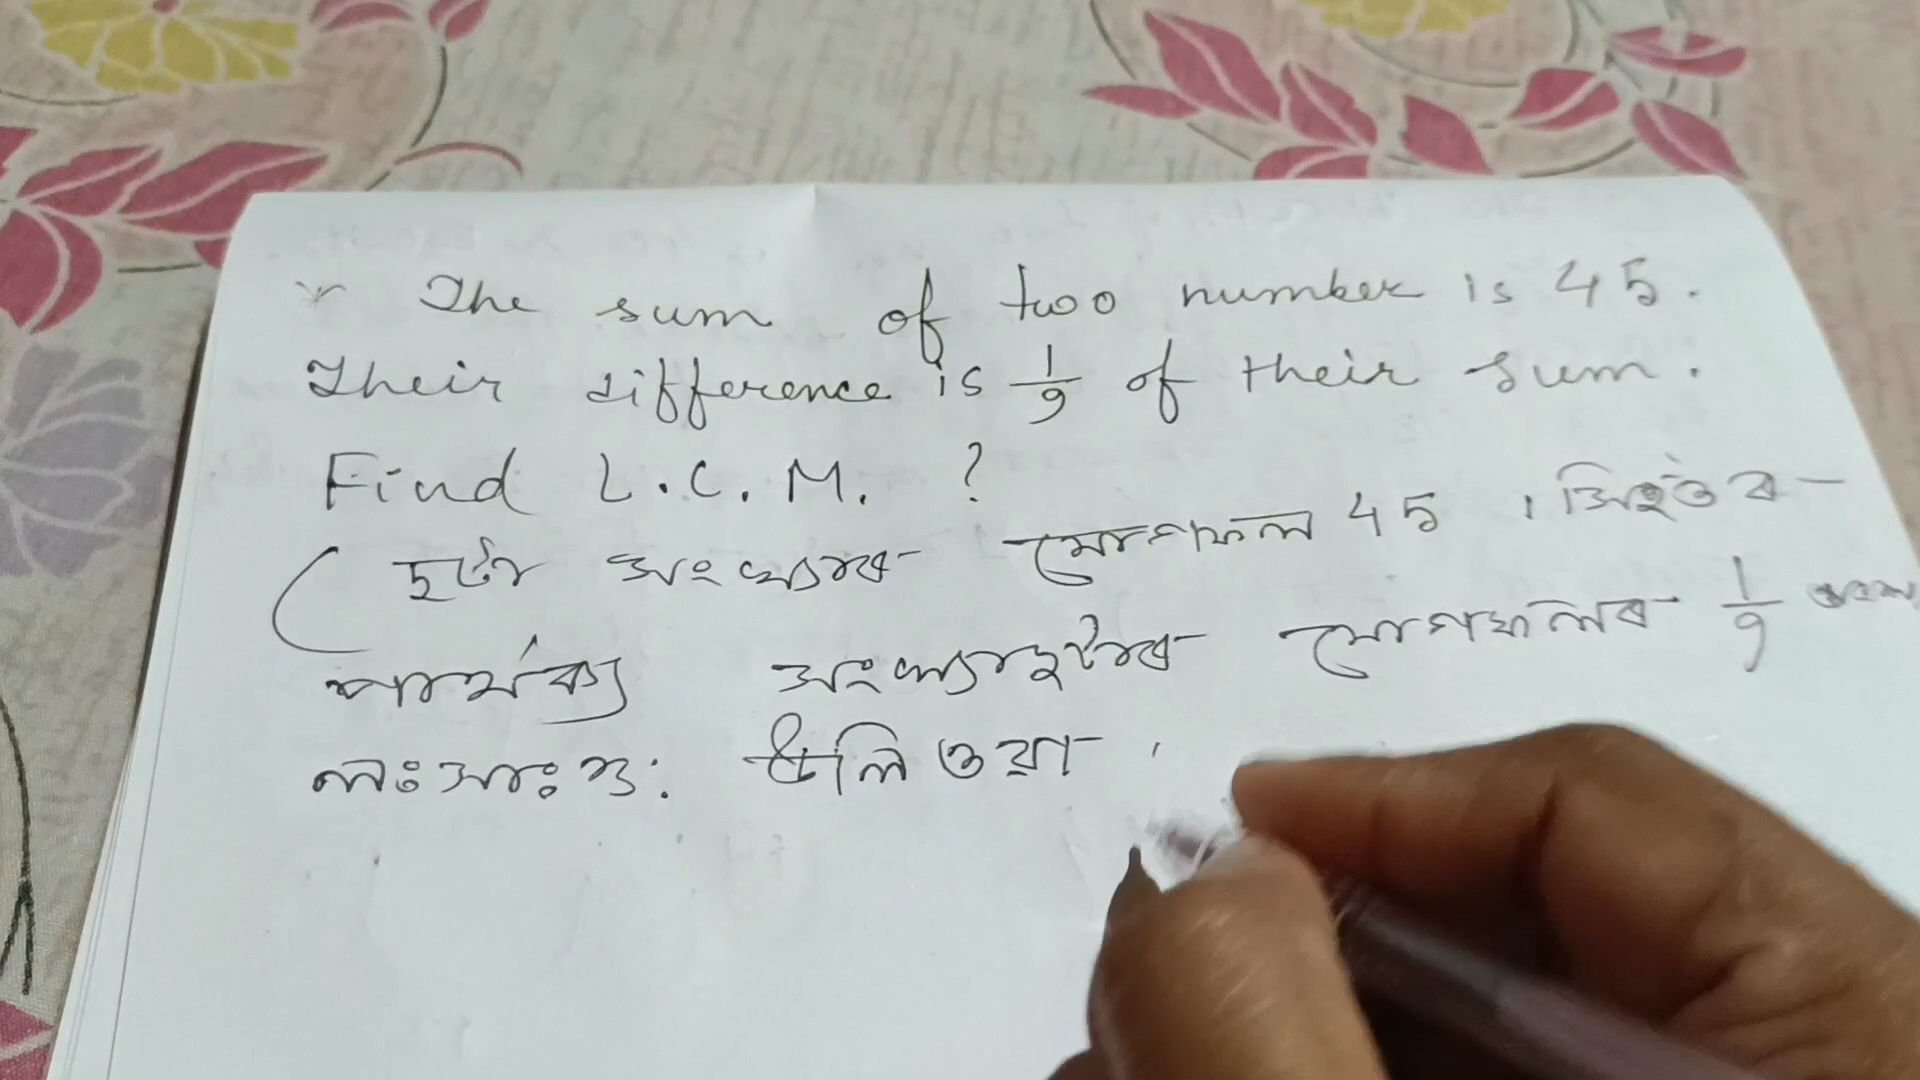 The sum of two number is 45.
Their difference is 1/9 of their sum.
Find L.C.M. ?
( দুটা সংখ্যাৰ যোগফল 45 । সিহঁতৰ
পাৰ্থক্য সংখ্যাদুটাৰ যোগফলৰ 1/9 অংশ
লঃসাঃগু: উলিওৱা ।